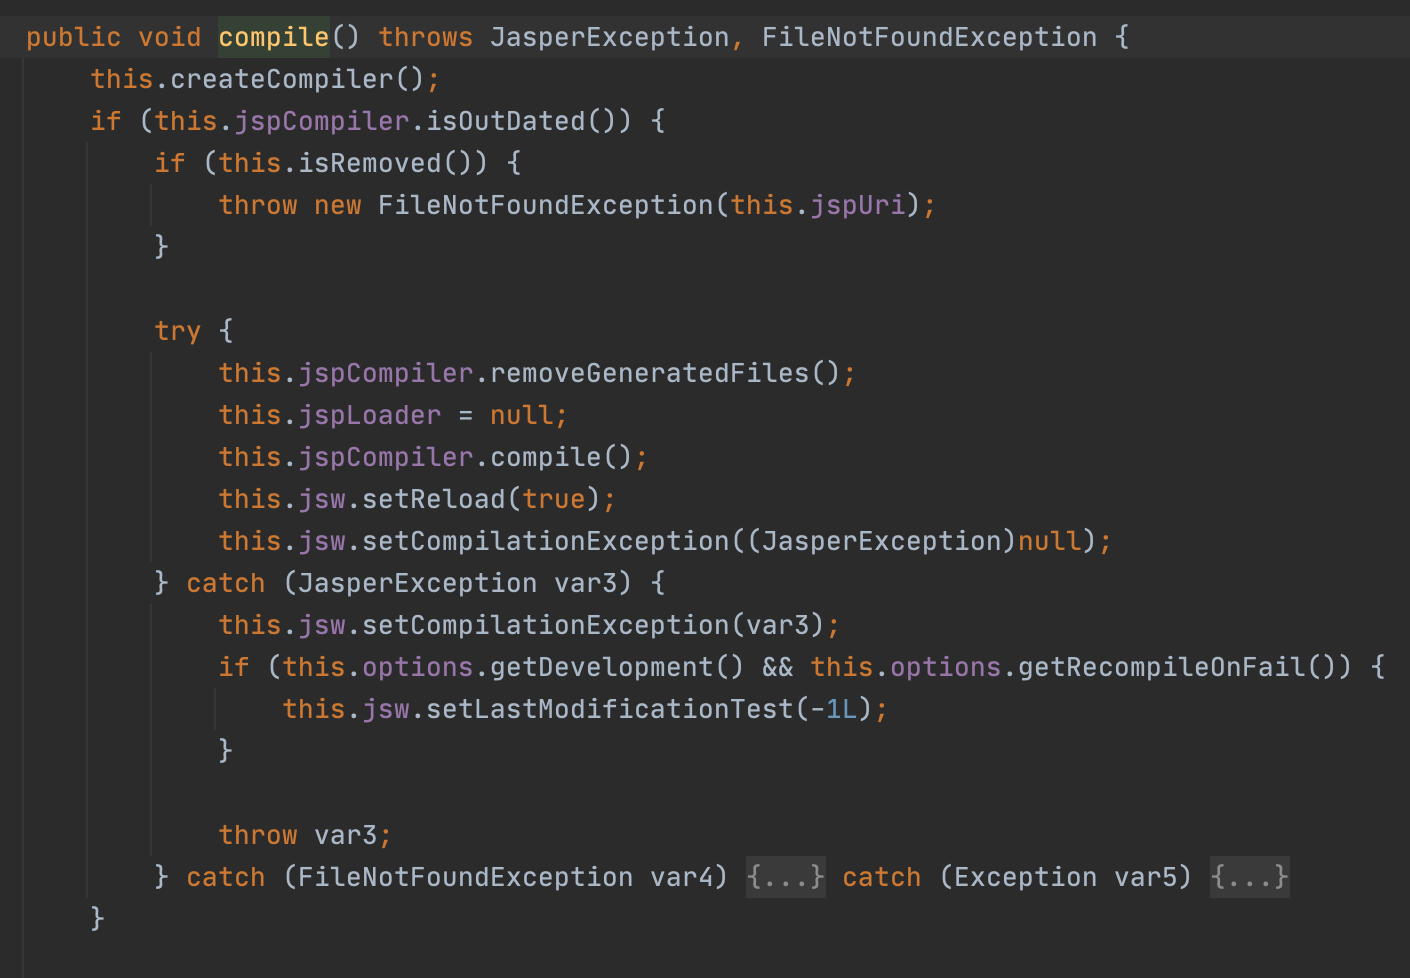 public void compile() throws JasperException, FileNotFoundException {
    this.createCompiler();
    if (this.jspCompiler.isOutDated()) {
        if (this.isRemoved()) {
            throw new FileNotFoundException(this.jspUri);
        }

        try {
            this.jspCompiler.removeGeneratedFiles();
            this.jspLoader = null;
            this.jspCompiler.compile();
            this.jsw.setReload(true);
            this.jsw.setCompilationException((JasperException)null);
        } catch (JasperException var3) {
            this.jsw.setCompilationException(var3);
            if (this.options.getDevelopment() && this.options.getRecompileOnFail()) {
                this.jsw.setLastModificationTest(-1L);
            }

            throw var3;
        } catch (FileNotFoundException var4) {...} catch (Exception var5) {...}
    }